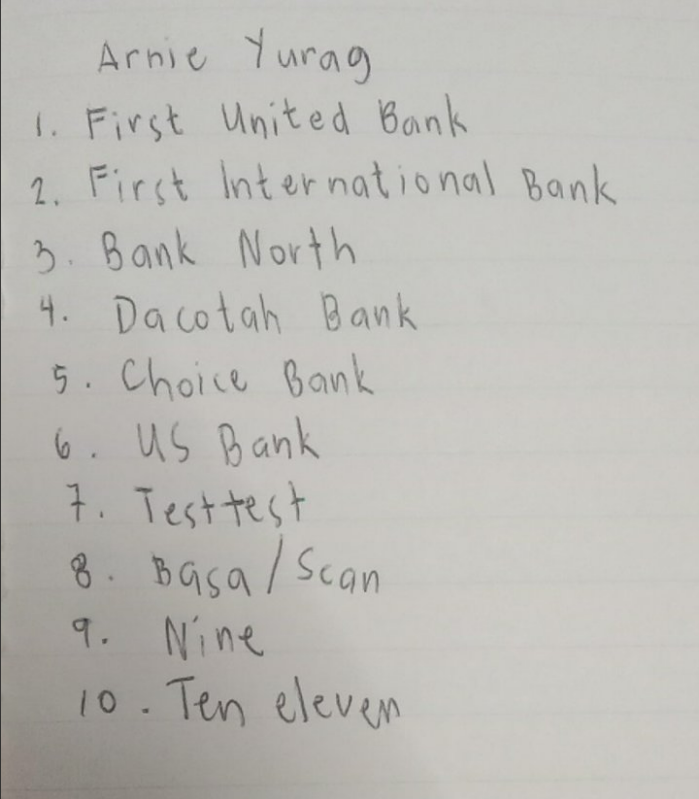 Arnie Yurag
1. First United Bank
2. First International Bank
3. Bank North
4. Dacotah Bank
5. Choice Bank
6. US Bank
7. Testtest
8. Basa/Scan
9. Nine
10. Ten eleven